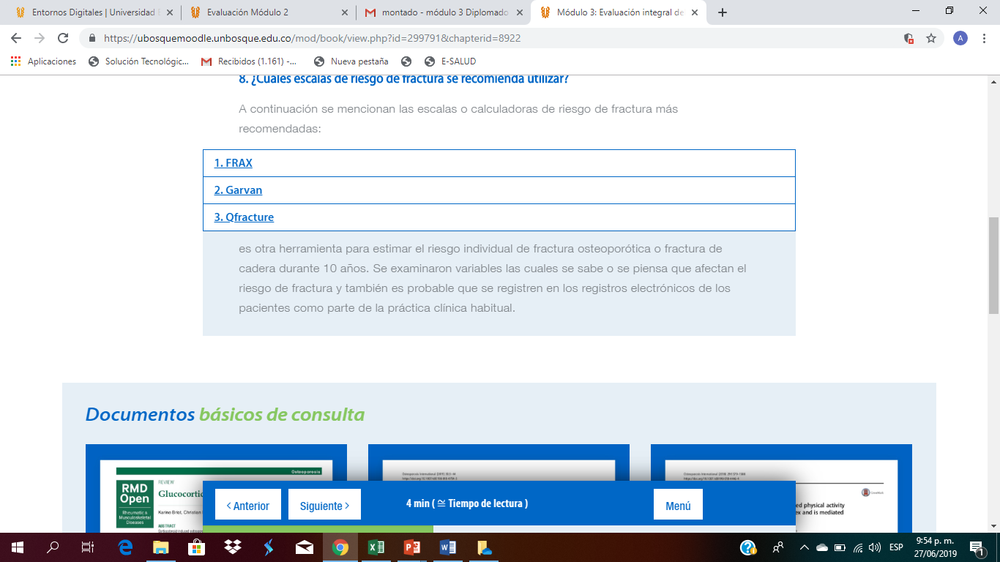 Entornos Digitales | Universidad
Evaluación Módulo 2
montado - módulo 3 Diplomado
Módulo 3: Evaluación integral de
https://ubosquemoodle.unbosque.edu.co/mod/book/view.php?id=299791&chapterid=8922
A
Aplicaciones
Solución Tecnológic...
Recibidos (1.161) -...
Nueva pestaña
E-SALUD
8. ¿Cuáles escalas de riesgo de fractura se recomienda utilizar?
A continuación se mencionan las escalas o calculadoras de riesgo de fractura más
recomendadas:
1. FRAX
2. Garvan
3. Qfracture
es otra herramienta para estimar el riesgo individual de fractura osteoporótica o fractura de
cadera durante 10 años. Se examinaron variables las cuales se sabe o se piensa que afectan el
riesgo de fractura y también es probable que se registren en los registros electrónicos de los
pacientes como parte de la práctica clínica habitual.
Documentos básicos de consulta
Osteoporosis
RMD
Open
Rheumatic &
Musculoskeletal
Diseases
REVIEW
Glucocortic
Karine Briot, Christian
ABSTRACT
ed physical activity
ex and is mediated
< Anterior
Siguiente >
4 min ( ≅ Tiempo de lectura )
Menú
ESP
9:54 p. m.
27/06/2019
1